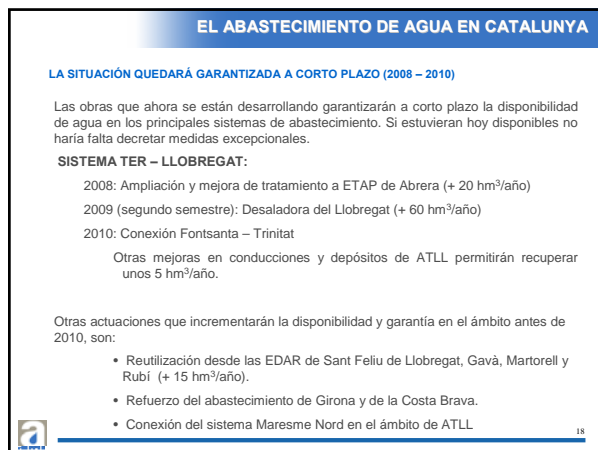 EL ABASTECIMIENTO DE AGUA EN CATALUNYA
LA SITUACIÓN QUEDARÁ GARANTIZADA A CORTO PLAZO (2008 – 2010)
Las obras que ahora se están desarrollando garantizarán a corto plazo la disponibilidad
de agua en los principales sistemas de abastecimiento. Si estuvieran hoy disponibles no
haría falta decretar medidas excepcionales.
SISTEMA TER – LLOBREGAT:
2008: Ampliación y mejora de tratamiento a ETAP de Abrera (+ 20 hm³/año)
2009 (segundo semestre): Desaladora del Llobregat (+ 60 hm³/año)
2010: Conexión Fontsanta – Trinitat
Otras mejoras en conducciones y depósitos de ATLL permitirán recuperar
unos 5 hm³/año.
Otras actuaciones que incrementarán la disponibilidad y garantía en el ámbito antes de
2010, son:
• Reutilización desde las EDAR de Sant Feliu de Llobregat, Gavà, Martorell y
Rubí (+ 15 hm³/año).
• Refuerzo del abastecimiento de Girona y de la Costa Brava.
• Conexión del sistema Maresme Nord en el ámbito de ATLL
18